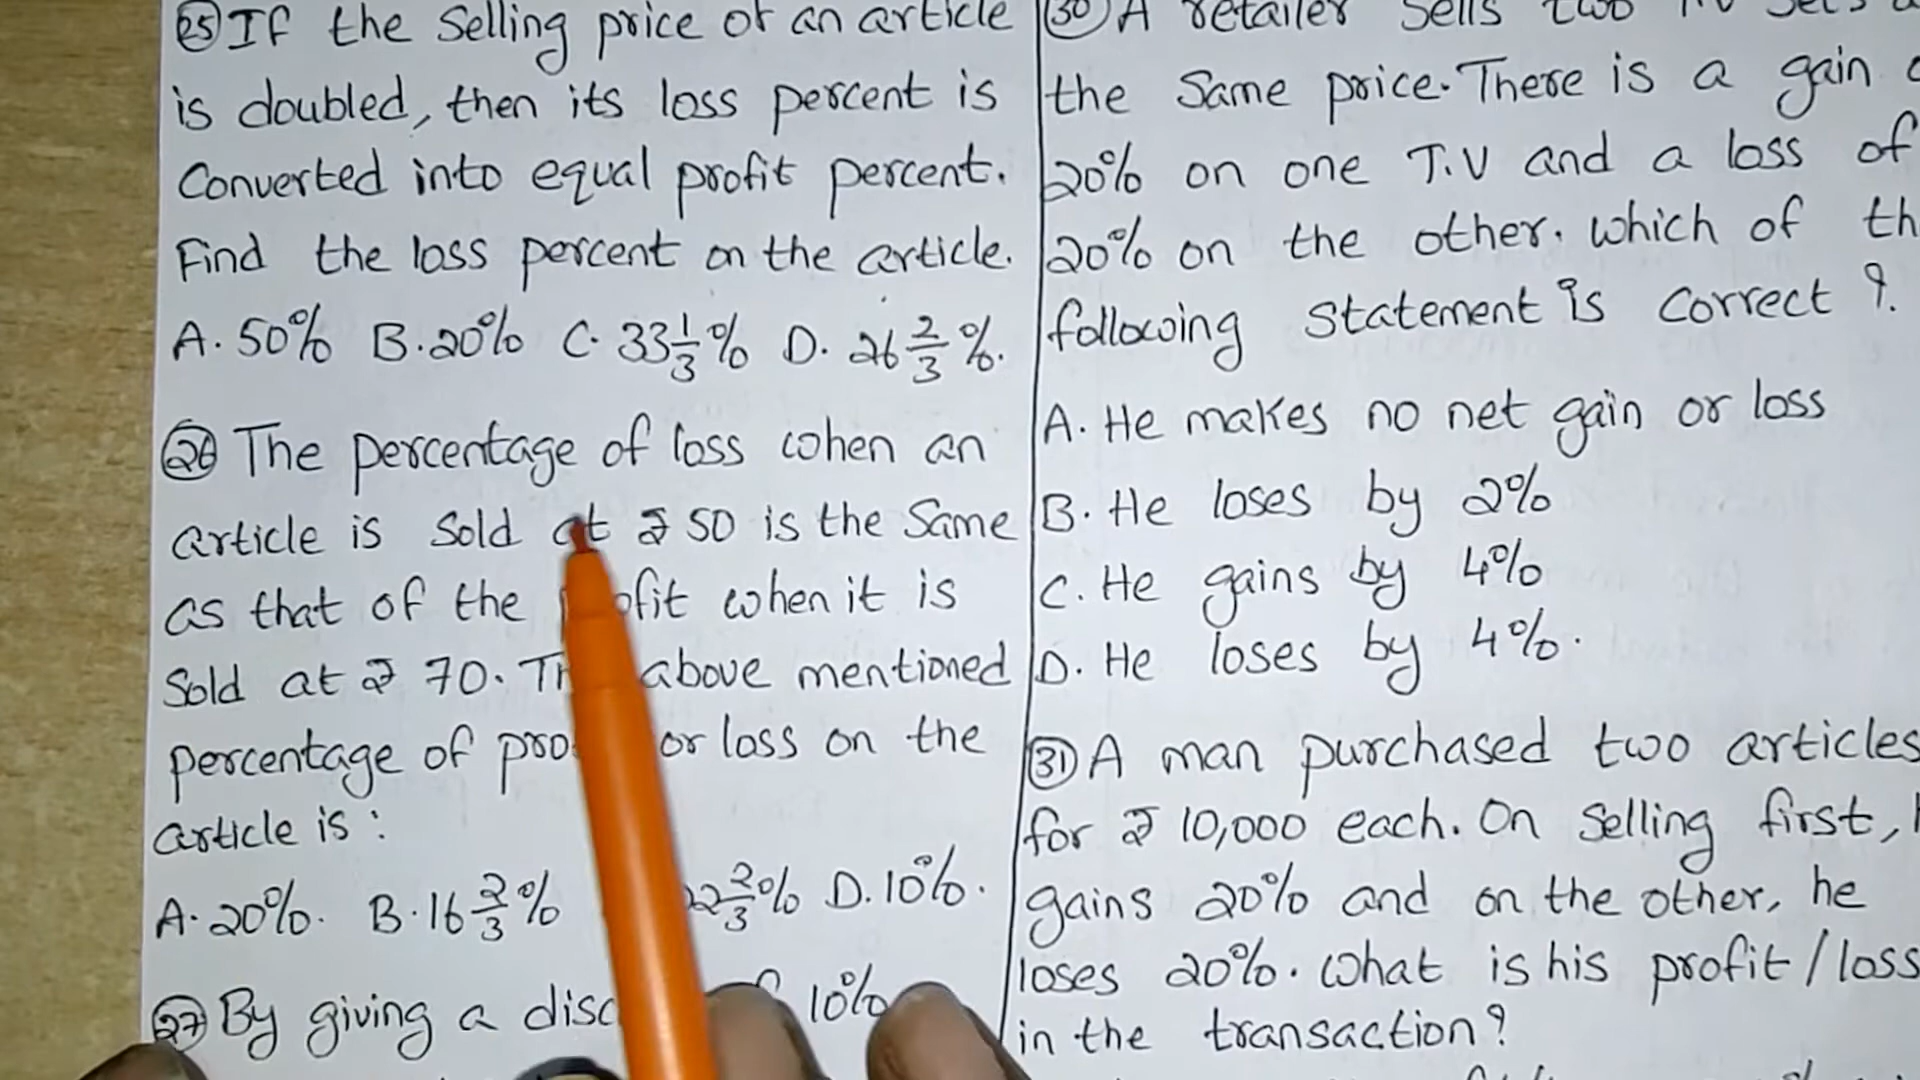 25 If the Selling price of an article
is doubled, then its loss percent is
Converted into equal profit percent.
Find the loss percent on the article.
A. 50% B. 20% C. 33 1/3 % D. 26 2/3 %.
26 The percentage of loss when an
article is Sold at ₹ 50 is the Same
as that of the when it is
Sold at ₹ 70. above mentioned
percentage of or loss on the
article is :
A. 20%. B. 16 2/3 % 2/3 % D. 10%.
27 By giving a 10%
30 A retailer Sells two
the Same price. There is a gain
20% on one T.V and a loss of
20% on the other. which of
following Statement is Correct ?
A. He makes no net gain or loss
B. He loses by 2%
C. He gains by 4%
D. He loses by 4%.
31 A man purchased two articles
for ₹ 10,000 each. On Selling first,
gains 20% and on the other, he
loses 20%. What is his profit/loss
in the transaction?